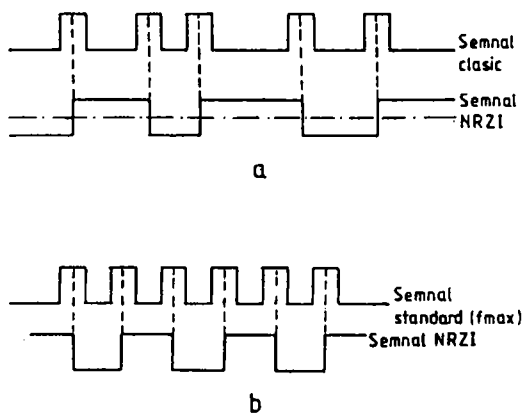 Semnal
clasic
Semnal
NRZI
a
Semnal
standard (fmax)
Semnal NRZI
b